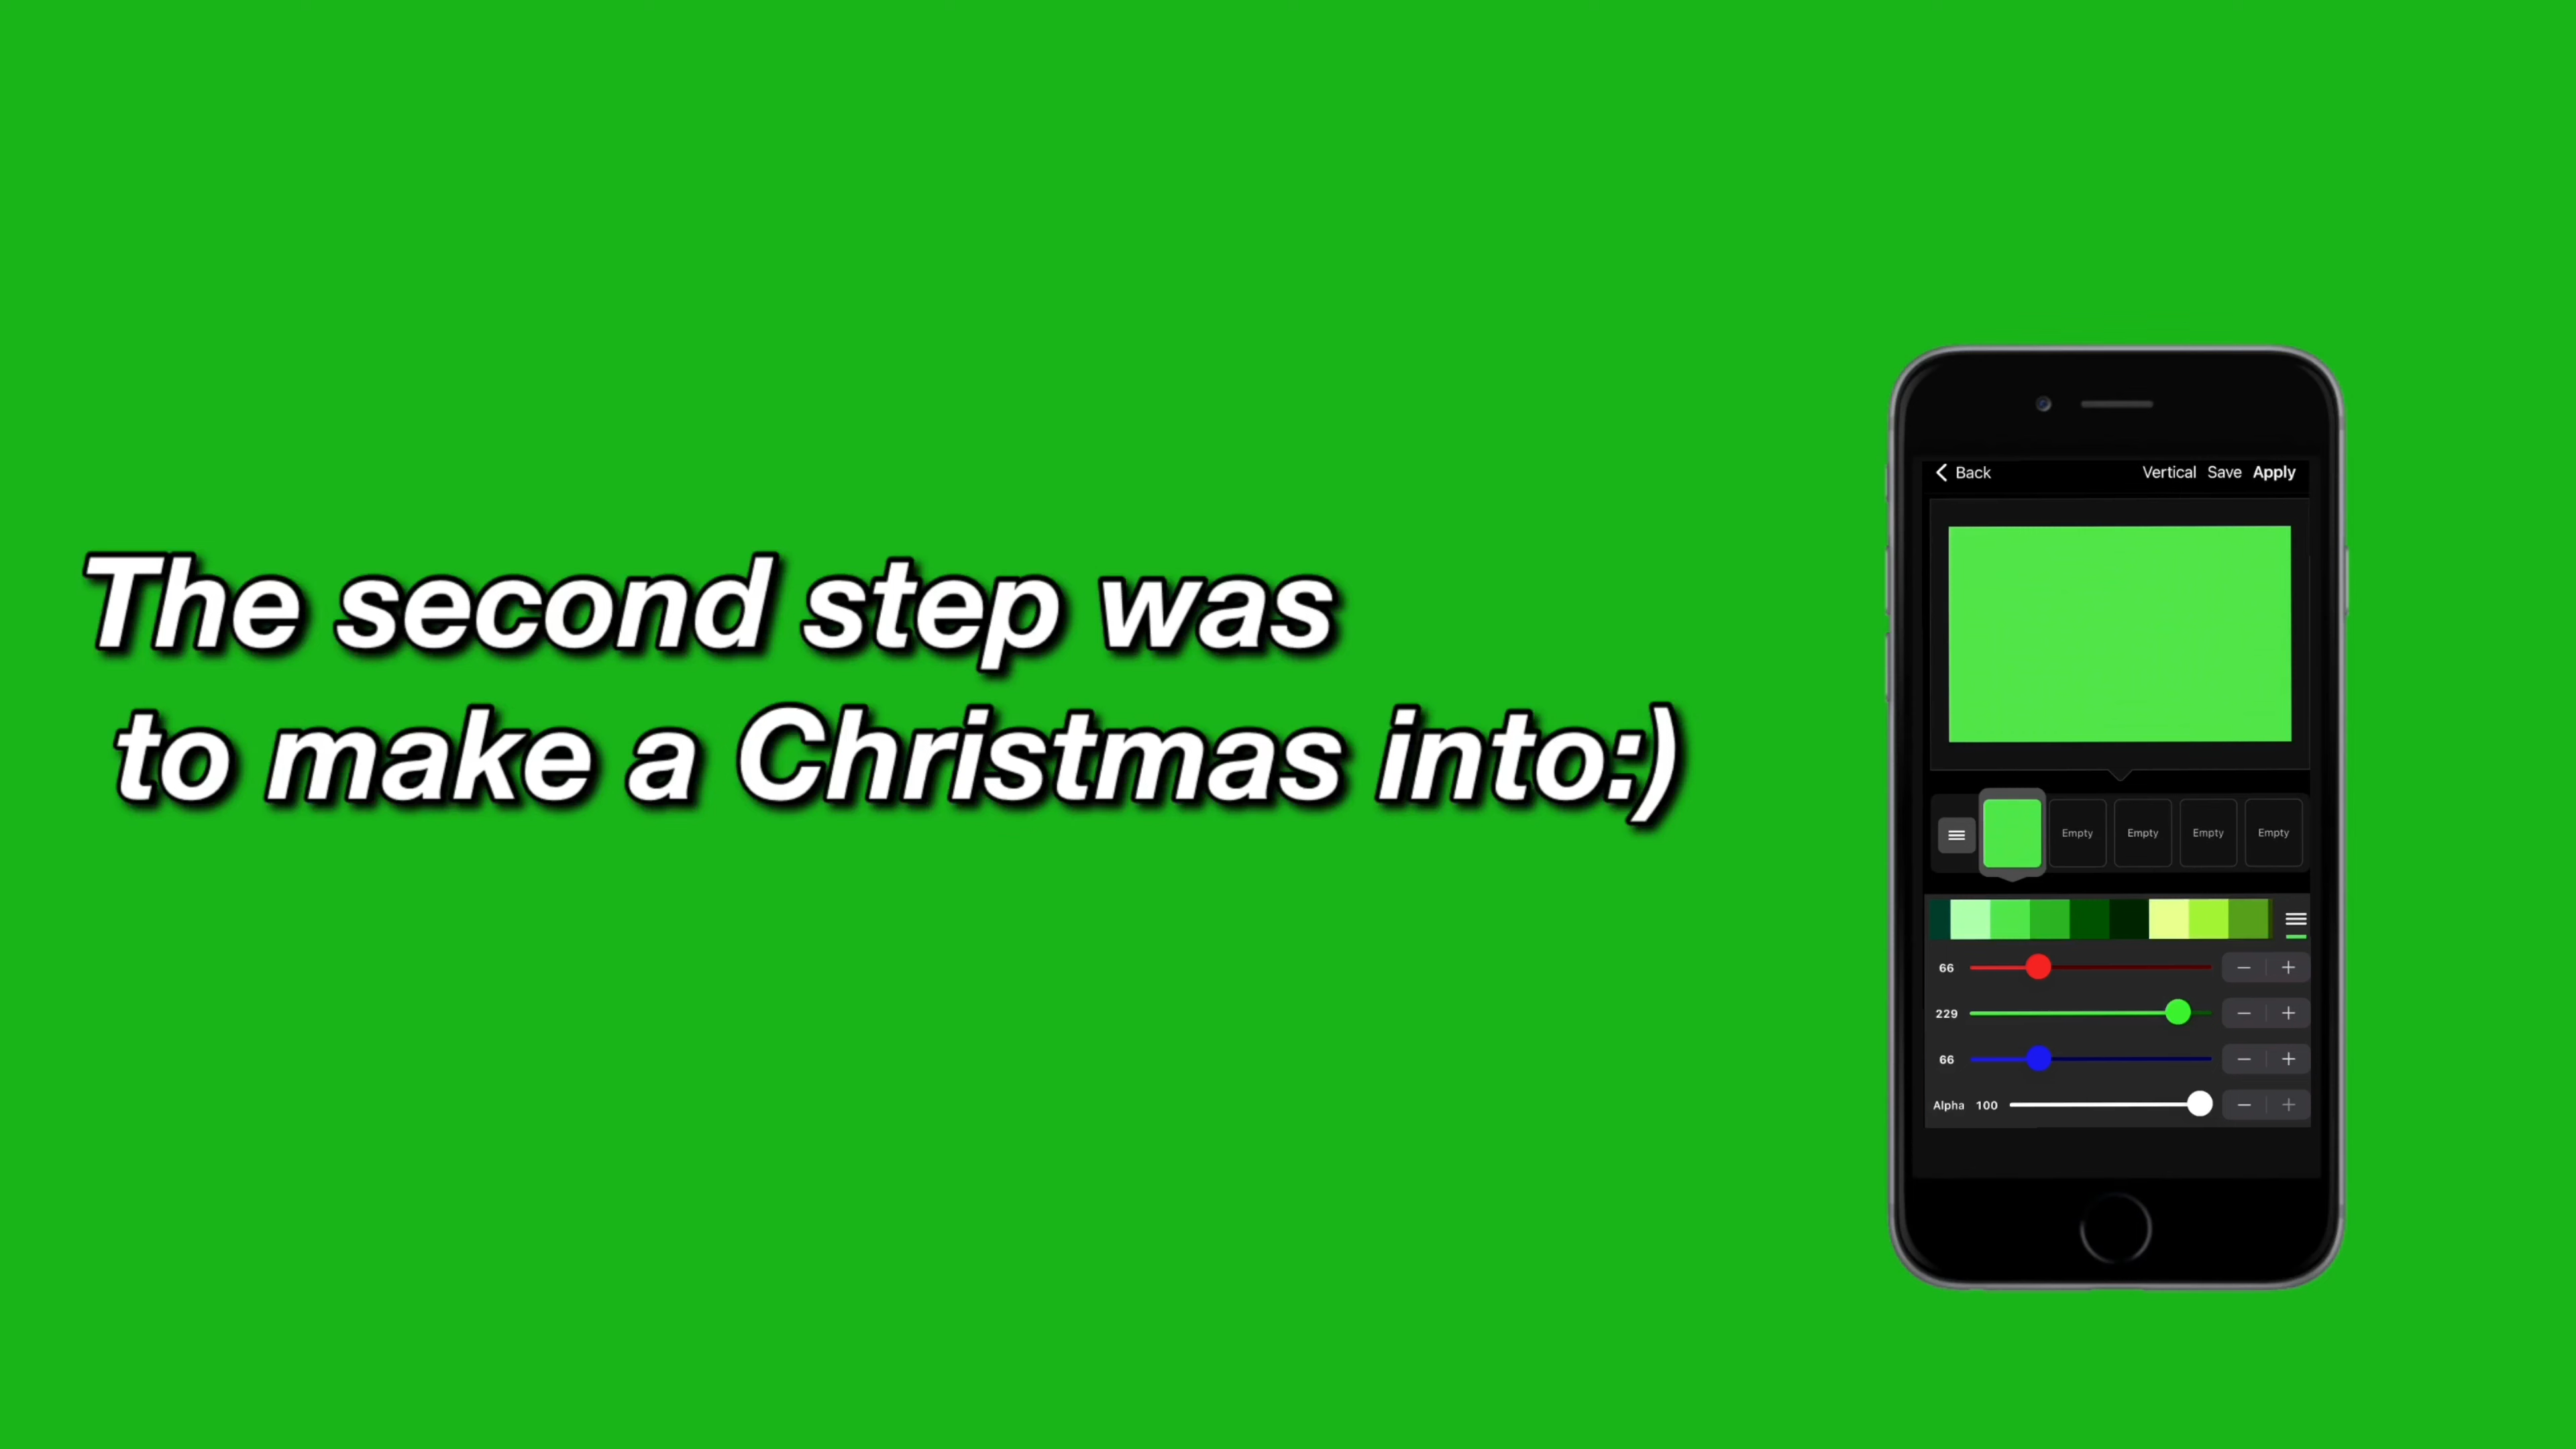 The second step was
to make a Christmas into:)
Back Vertical Save Apply
Empty Empty Empty Empty
66
229
66
Alpha 100